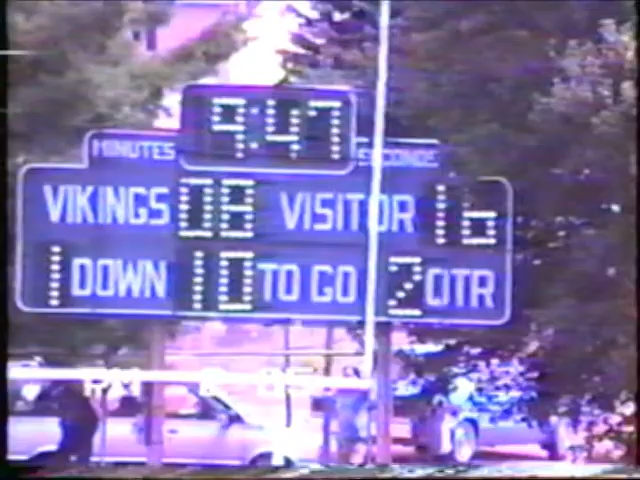 9:47
MINUTES SECONDS
VIKINGS 08 VISITOR 16
1 DOWN 10 TO GO 2 QTR